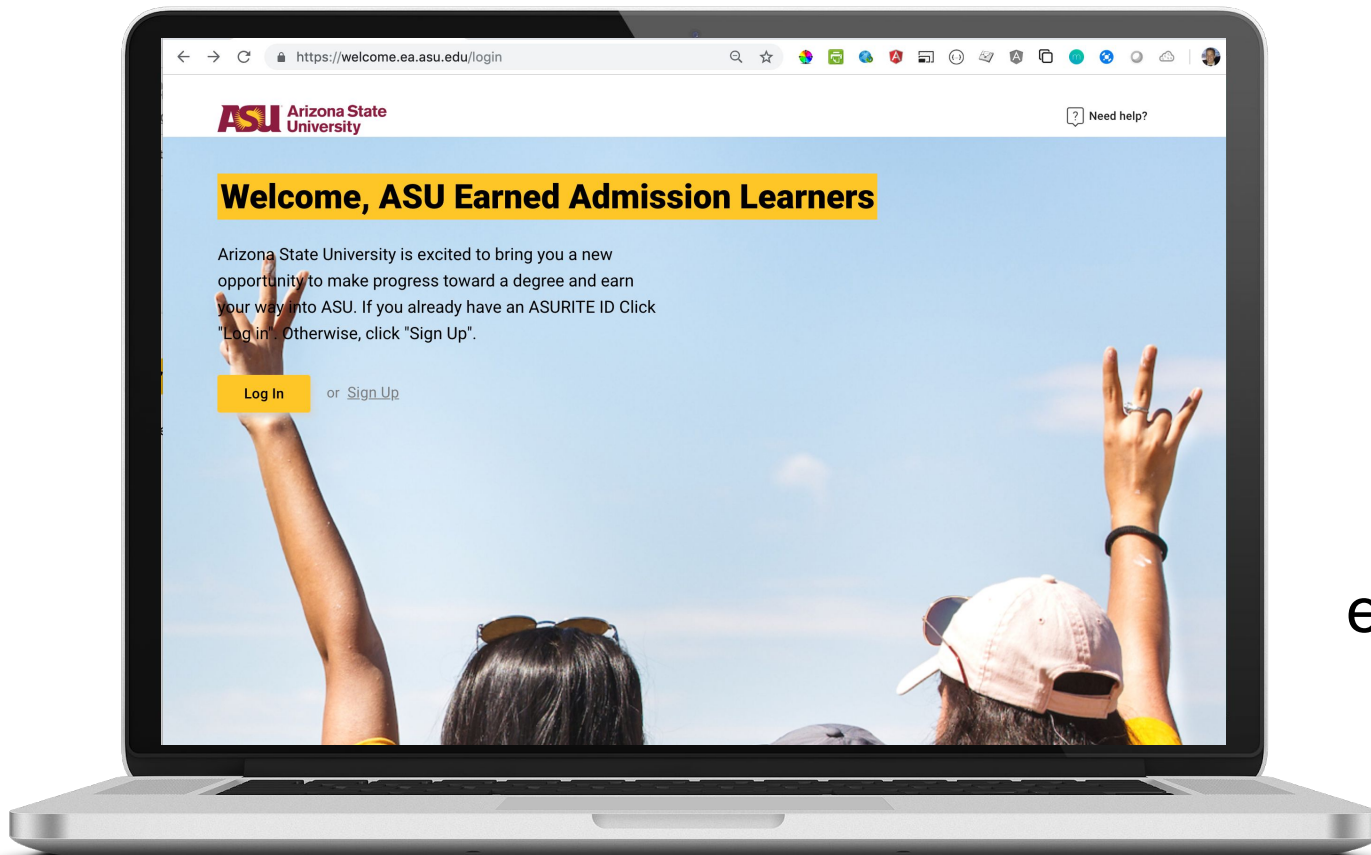 https://welcome.ea.asu.edu/login
ASU Arizona State
University
Need help?
Welcome, ASU Earned Admission Learners
Arizona State University is excited to bring you a new
opportunity to make progress toward a degree and earn
your way into ASU. If you already have an ASURITE ID Click
"Log in". Otherwise, click "Sign Up".
Log In or Sign Up
e